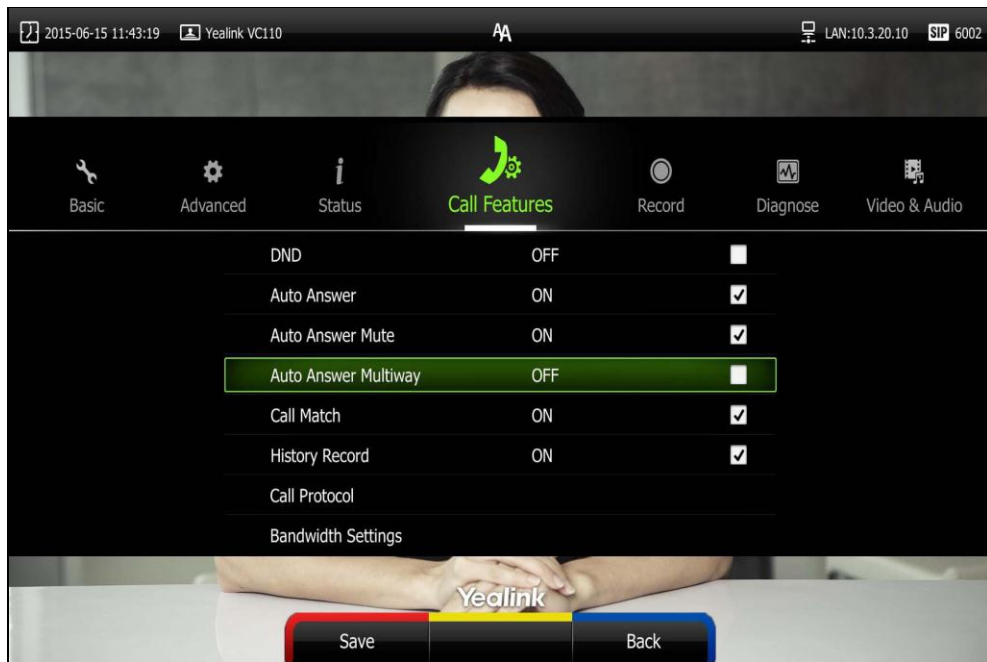 2015-06-15 11:43:19 Yealink VC110 AA LAN:10.3.20.10 SIP 6002
Basic Advanced Status Call Features Record Diagnose Video & Audio
DND OFF
Auto Answer ON
Auto Answer Mute ON
Auto Answer Multiway OFF
Call Match ON
History Record ON
Call Protocol
Bandwidth Settings
Yealink
Save Back